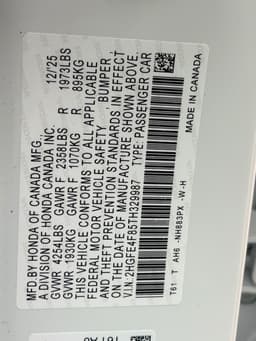 MFD.BY HONDA OF CANADA MFG., 12/'25
A DIVISION OF HONDA CANADA INC.
4254LBS GAWR F 2358LBS R 1973LBS
GVWR 1930KG GAWR F 1070KG R 895KG
THIS VEHICLE CONFORMS TO ALL APPLICABLE
FEDERAL MOTOR VEHICLE SAFETY, BUMPER,
AND THEFT PREVENTION STANDARDS IN EFFECT
ON THE DATE OF MANUFACTURE SHOWN ABOVE.
V.I.N:2HGFE4F85TH329987 TYPE: PASSENGER CAR
T61 T AH6 -NH883PX -W-H MADE IN CANADA